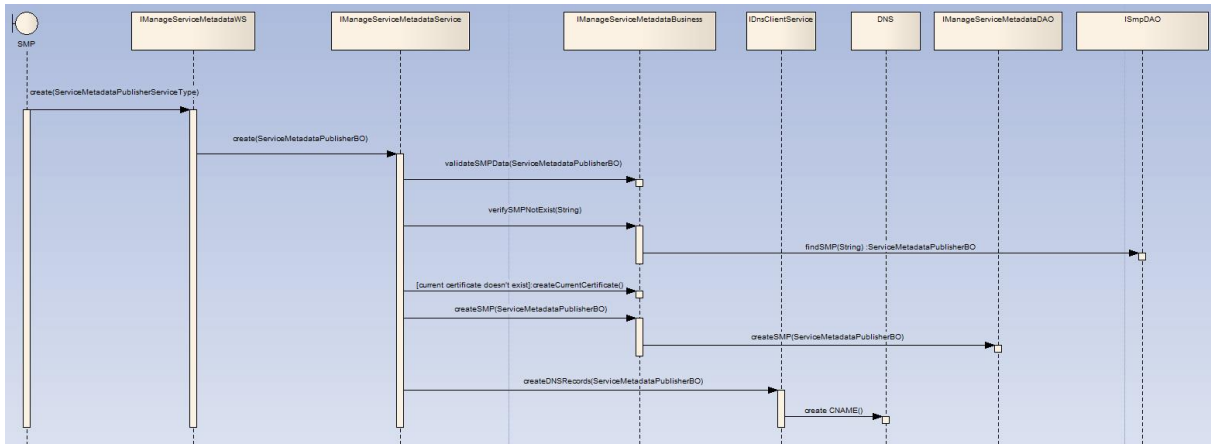 SMP
IManageServiceMetadataWS
IManageServiceMetadataService
IManageServiceMetadataBusiness
IDnsClientService
DNS
IManageServiceMetadataDAO
ISmpDAO
create(ServiceMetadataPublisherServiceType)
create(ServiceMetadataPublisherBO)
validateSMPData(ServiceMetadataPublisherBO)
verifySMPNotExist(String)
findSMP(String) :ServiceMetadataPublisherBO
[current certificate doesn't exist]:createCurrentCertificate()
createSMP(ServiceMetadataPublisherBO)
createSMP(ServiceMetadataPublisherBO)
createDNSRecords(ServiceMetadataPublisherBO)
create CNAME()